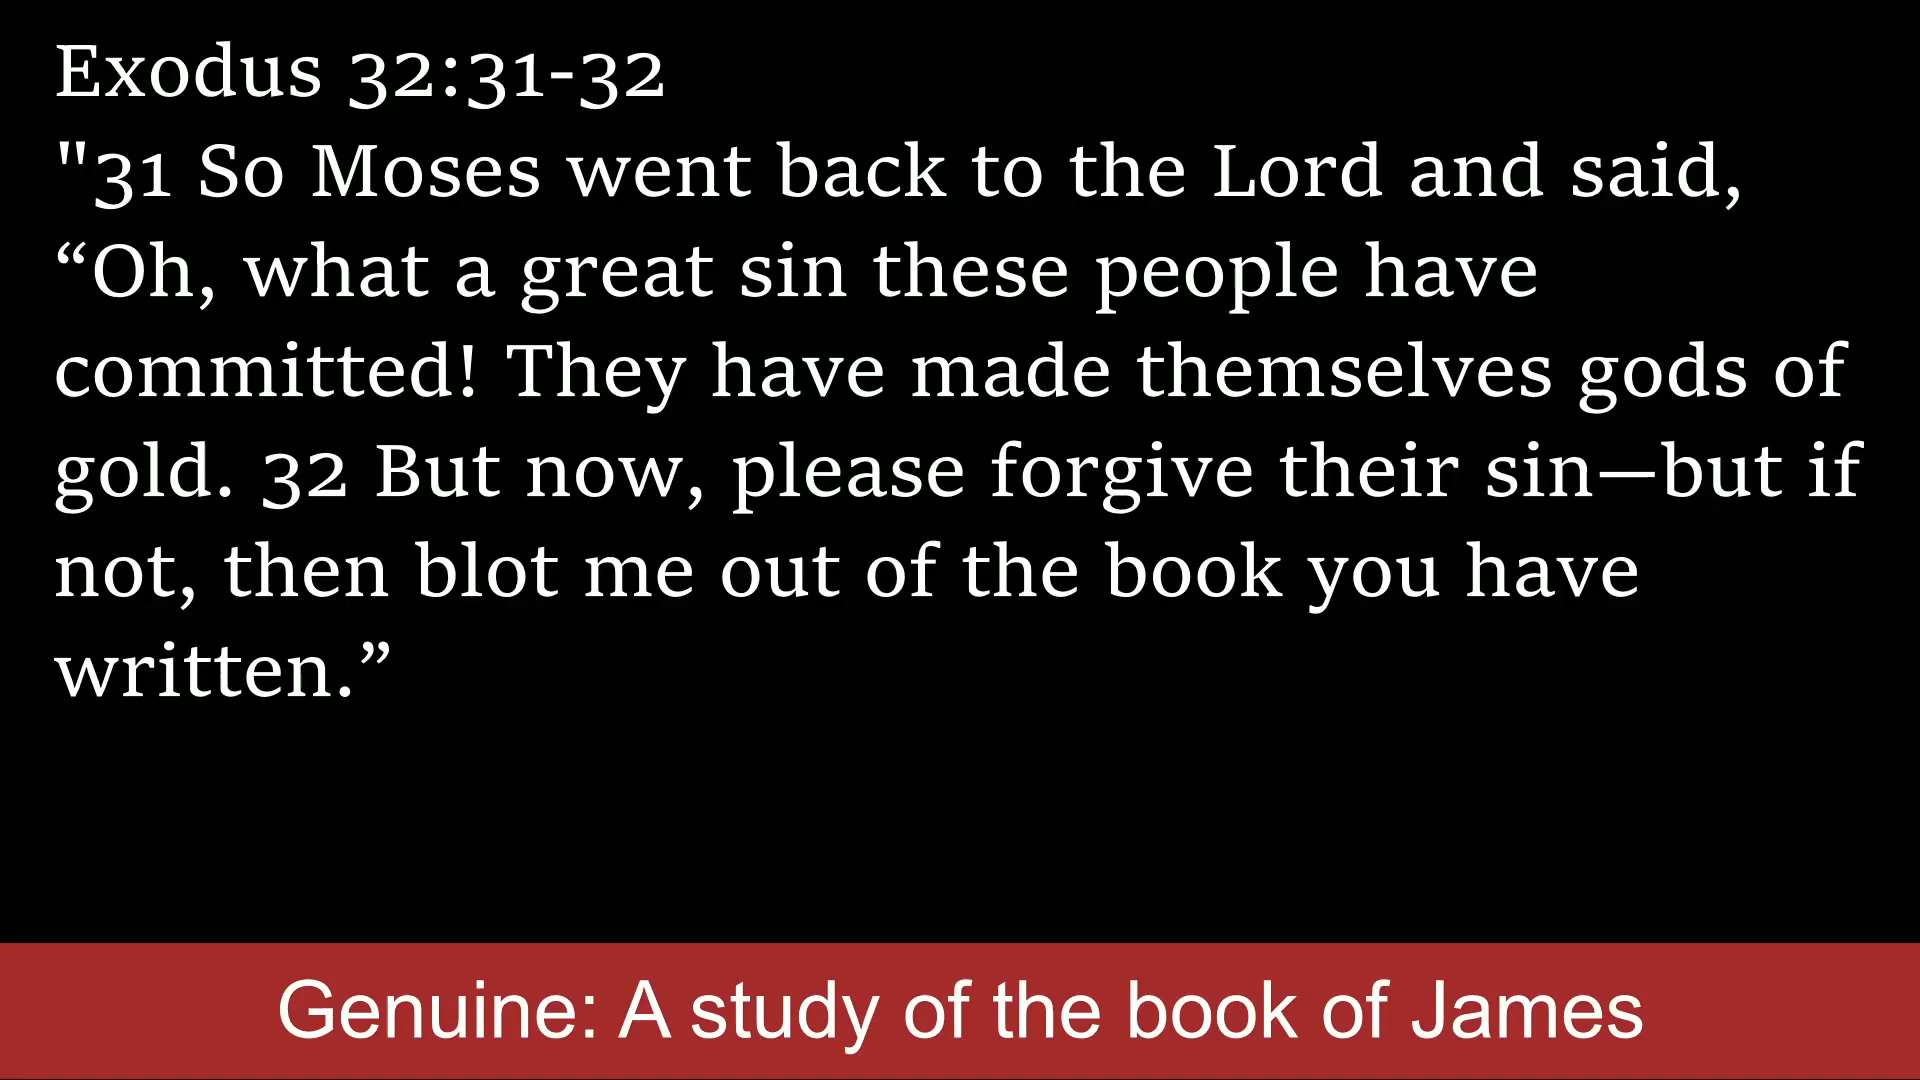 Exodus 32:31-32
"31 So Moses went back to the Lord and said,
“Oh, what a great sin these people have
committed! They have made themselves gods of
gold. 32 But now, please forgive their sin—but if
not, then blot me out of the book you have
written.”
Genuine: A study of the book of James